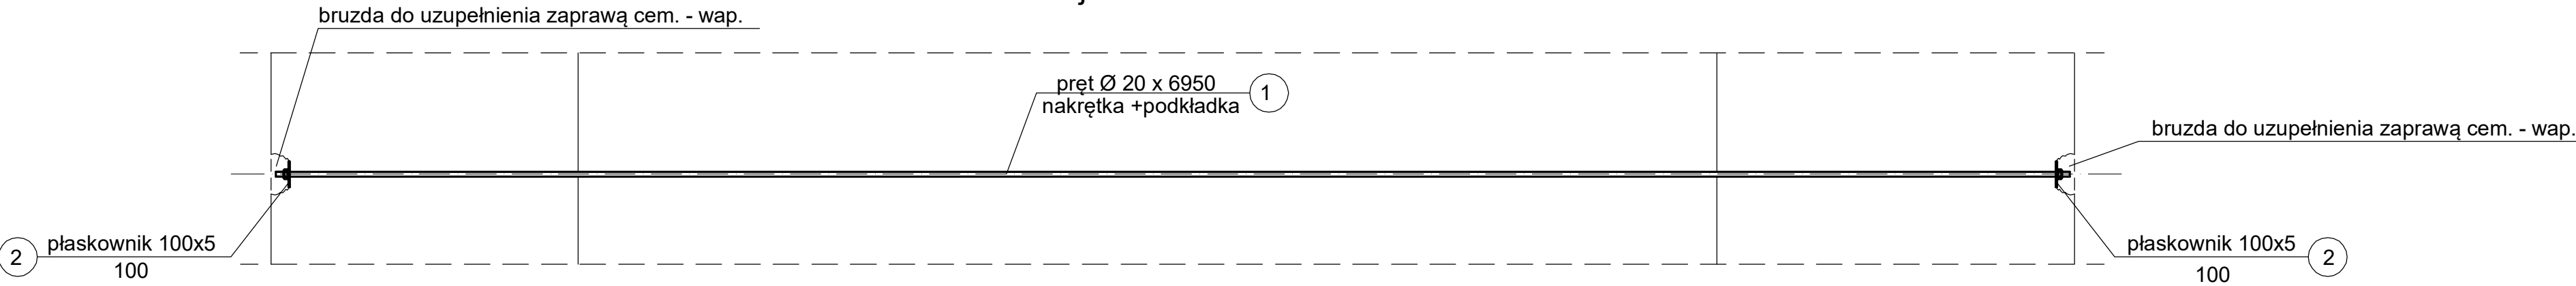 bruzda do uzupełnienia zaprawą cem. - wap.
pręt Ø 20 x 6950
nakrętka +podkładka
1
bruzda do uzupełnienia zaprawą cem. - wap.
2
płaskownik 100x5
100
płaskownik 100x5
100
2